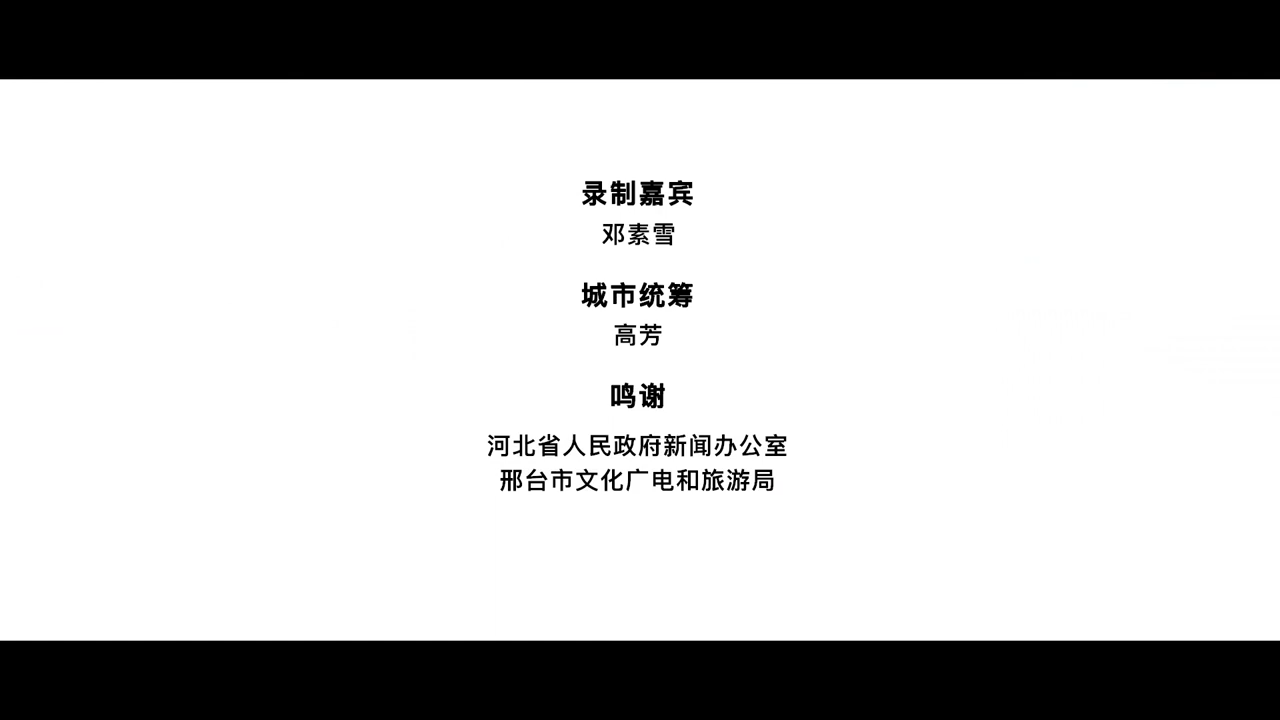 录制嘉宾
邓素雪
城市统筹
高芳
鸣谢
河北省人民政府新闻办公室
邢台市文化广电和旅游局